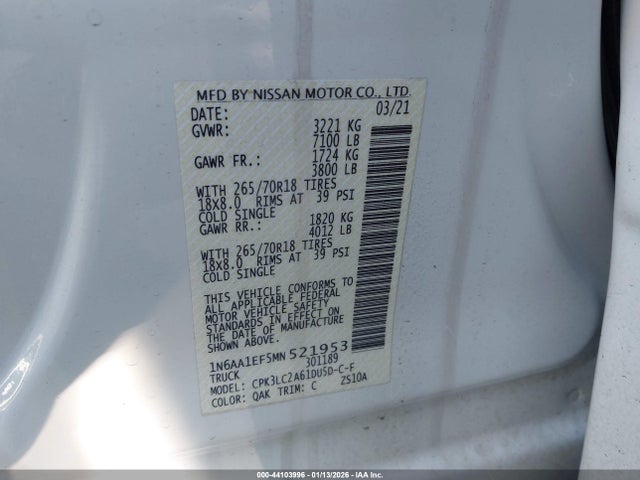 MFD BY NISSAN MOTOR CO., LTD.
DATE: 03/21
GVWR: 3221 KG
7100 LB
GAWR FR.: 1724 KG
3800 LB
WITH 265/70R18 TIRES
18X8.0 RIMS AT 39 PSI
COLD SINGLE
GAWR RR.: 1820 KG
4012 LB
WITH 265/70R18 TIRES
18X8.0 RIMS AT 39 PSI
COLD SINGLE
THIS VEHICLE CONFORMS TO
ALL APPLICABLE FEDERAL
MOTOR VEHICLE SAFETY
STANDARDS IN EFFECT ON
THE DATE OF MANUFACTURE
SHOWN ABOVE.
1N6AA1EF5MN 521953
TRUCK 301189
MODEL: CPK3LC2A61DU5D-C-F
COLOR: QAK TRIM: C ZS10A
000-44103996 - 01/13/2026 - IAA Inc.